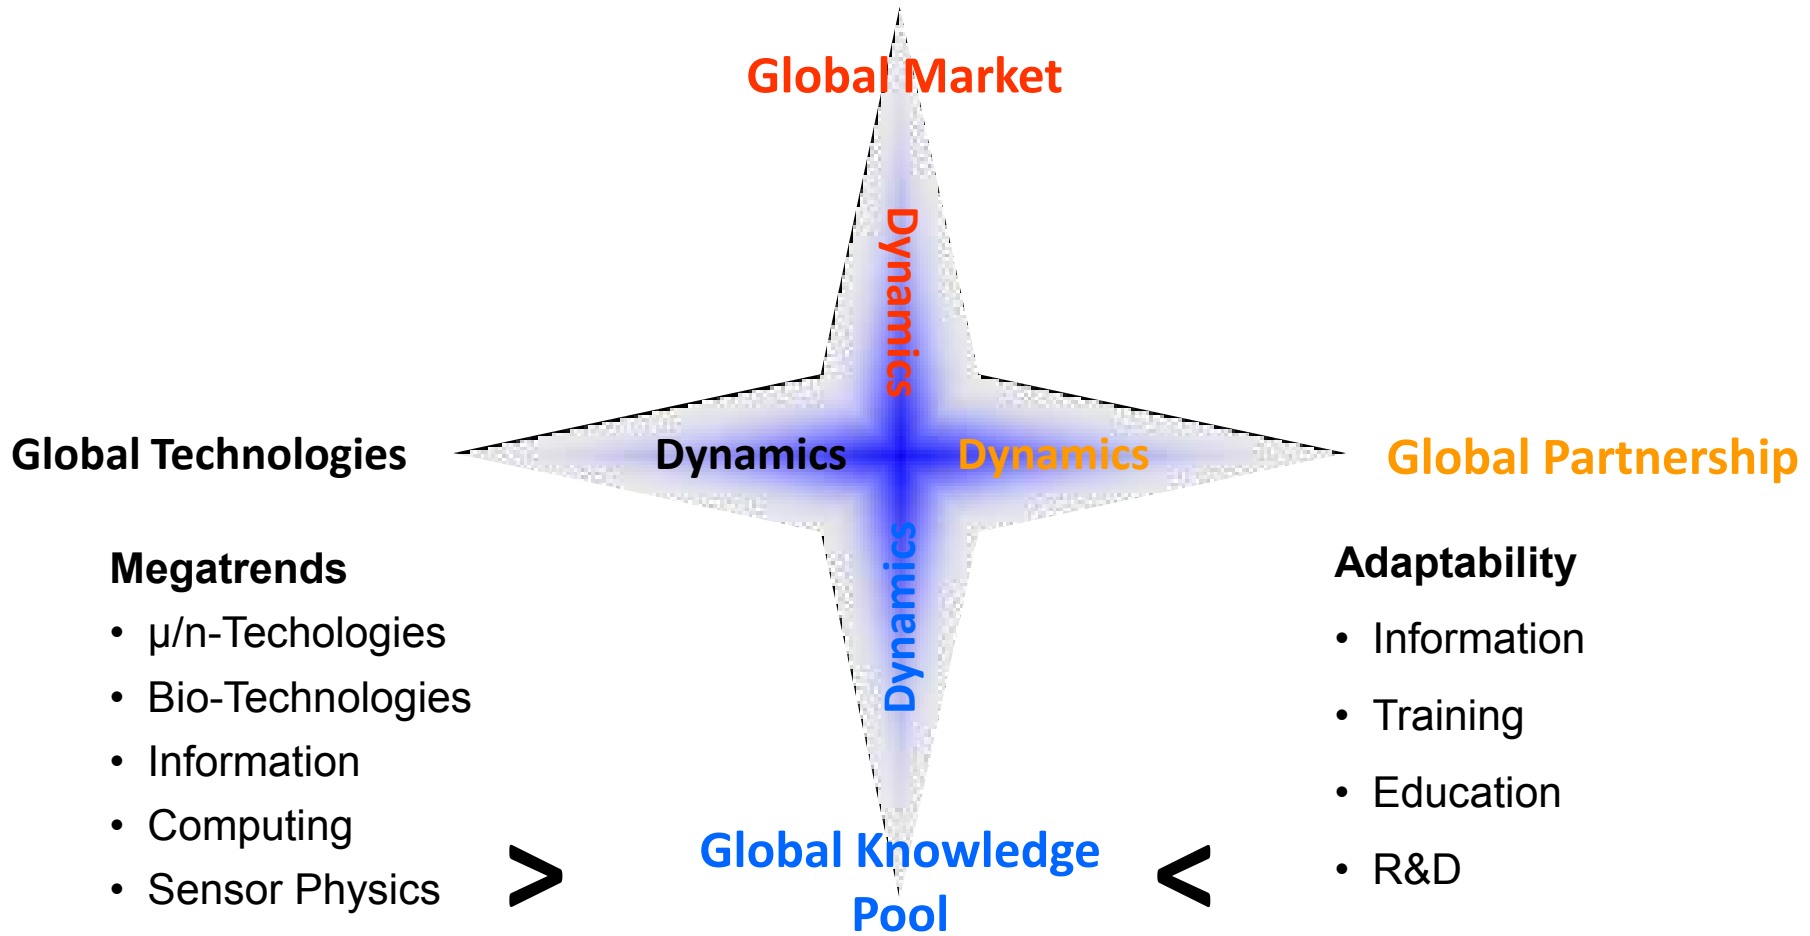 Global Market
Dynamics
Global Technologies
Dynamics
Dynamics
Global Partnership
Dynamics
Megatrends
• µ/n-Techologies
• Bio-Technologies
• Information
• Computing
• Sensor Physics
>
Global Knowledge
Pool
<
Adaptability
• Information
• Training
• Education
• R&D